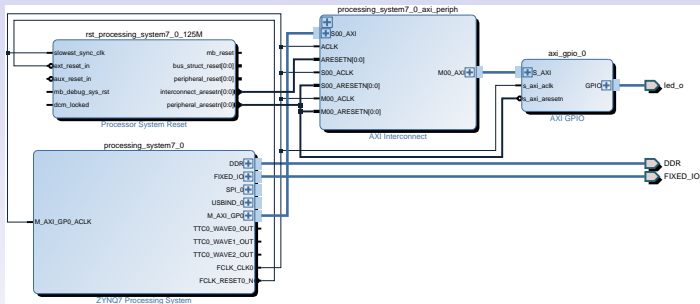 rst_processing_system7_0_125M
slowest_sync_clk
ext_reset_in
aux_reset_in
mb_debug_sys_rst
dcm_locked
mb_reset
bus_struct_reset[0:0]
peripheral_reset[0:0]
interconnect_aresetn[0:0]
peripheral_aresetn[0:0]
Processor System Reset
processing_system7_0_axi_periph
S00_AXI
ACLK
ARESETN[0:0]
S00_ACLK
S00_ARESETN[0:0]
M00_ACLK
M00_ARESETN[0:0]
M00_AXI
AXI Interconnect
axi_gpio_0
S_AXI
s_axi_aclk
s_axi_aresetn
GPIO
AXI GPIO
led_o
processing_system7_0
M_AXI_GP0_ACLK
DDR
FIXED_IO
SPI_0
USBIND_0
M_AXI_GP0
TTC0_WAVE0_OUT
TTC0_WAVE1_OUT
TTC0_WAVE2_OUT
FCLK_CLK0
FCLK_RESET0_N
ZYNQ7 Processing System
DDR
FIXED_IO